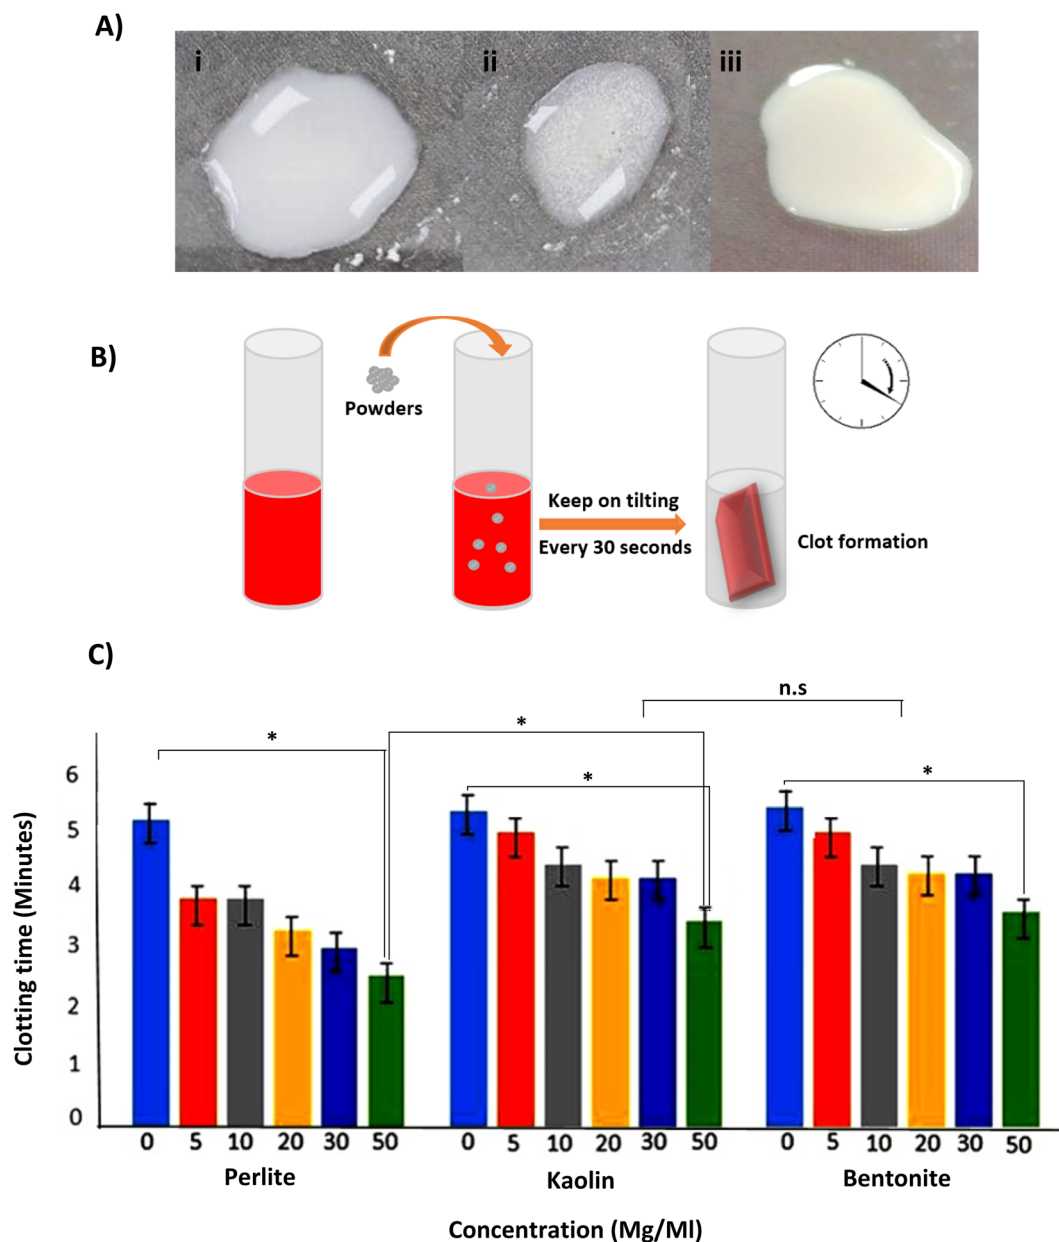 A)
i ii iii
B)
Powders
Keep on tilting
Every 30 seconds
Clot formation
C)
n.s
* *
* *
Clotting time (Minutes)
6
5
4
3
2
1
0
0 5 10 20 30 50 0 5 10 20 30 50 0 5 10 20 30 50
Perlite Kaolin Bentonite
Concentration (Mg/Ml)